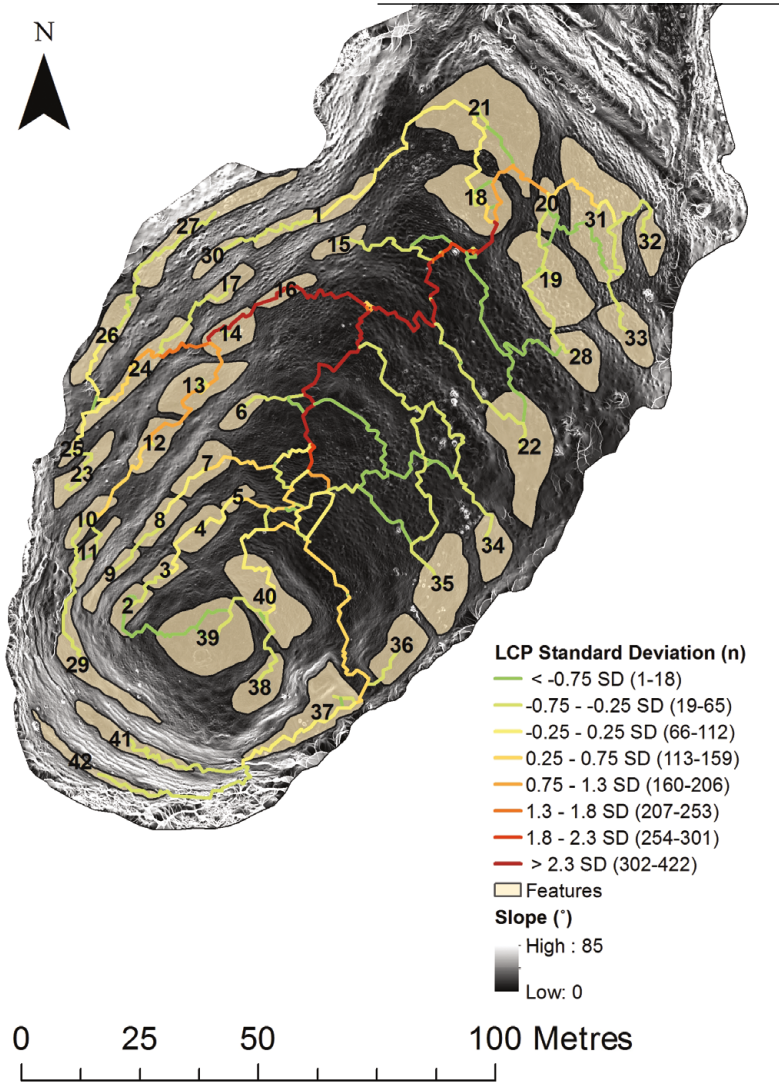 N
21
18
20
31
32
27
1
30
15
17
16
14
19
33
28
26
24
13
22
25
23
12
6
7
10
11
8
5
4
34
9
3
35
2
40
39
36
29
38
37
41
42
LCP Standard Deviation (n)
< -0.75 SD (1-18)
-0.75 - -0.25 SD (19-65)
-0.25 - 0.25 SD (66-112)
0.25 - 0.75 SD (113-159)
0.75 - 1.3 SD (160-206)
1.3 - 1.8 SD (207-253)
1.8 - 2.3 SD (254-301)
> 2.3 SD (302-422)
Features
Slope (°)
High : 85
Low: 0
0 25 50 100 Metres